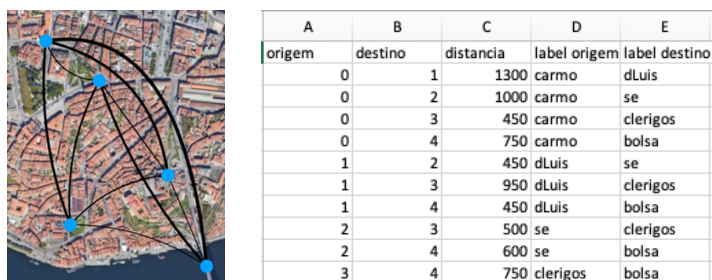 A B C D E
origem destino distancia label origem label destino
0 1 1300 carmo dLuis
0 2 1000 carmo se
0 3 450 carmo clerigos
0 4 750 carmo bolsa
1 2 450 dLuis se
1 3 950 dLuis clerigos
1 4 450 dLuis bolsa
2 3 500 se clerigos
2 4 600 se bolsa
3 4 750 clerigos bolsa